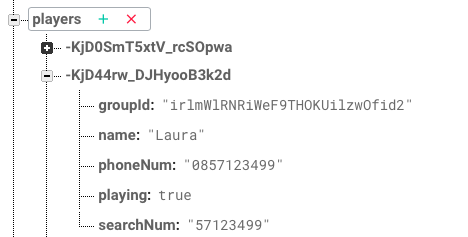 players
-KjD0SmT5xtV_rcSOpwa
-KjD44rw_DJHyooB3k2d
groupId: "irlmWlRNRiWeF9THOKUilzwOfid2"
name: "Laura"
phoneNum: "0857123499"
playing: true
searchNum: "57123499"